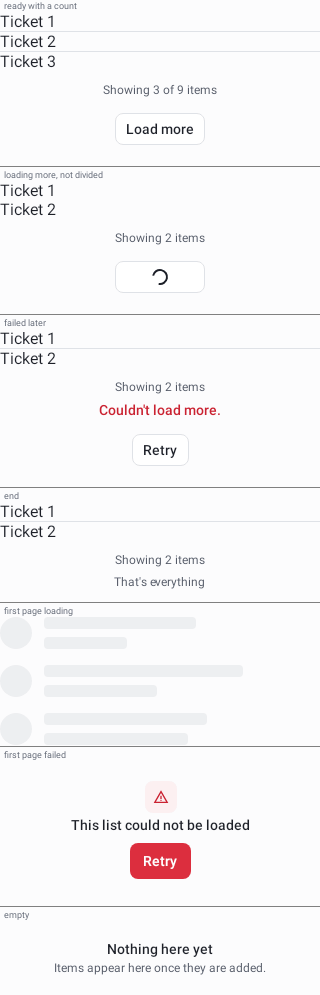 ready with a count
Ticket 1
Ticket 2
Ticket 3
Showing 3 of 9 items
Load more
loading more, not divided
Ticket 1
Ticket 2
Showing 2 items
failed later
Ticket 1
Ticket 2
Showing 2 items
Couldn't load more.
Retry
end
Ticket 1
Ticket 2
Showing 2 items
That's everything
first page loading
first page failed
This list could not be loaded
Retry
empty
Nothing here yet
Items appear here once they are added.